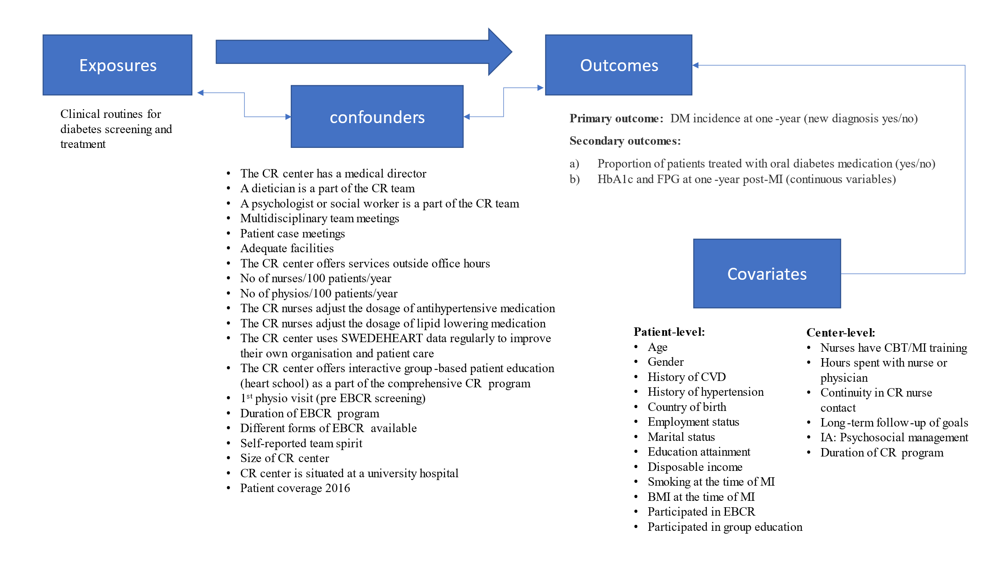 Exposures
Clinical routines for
diabetes screening and
treatment
confounders
• The CR center has a medical director
• A dietician is a part of the CR team
• A psychologist or social worker is a part of the CR team
• Multidisciplinary team meetings
• Patient case meetings
• Adequate facilities
• The CR center offers services outside office hours
• No of nurses/100 patients/year
• No of physios/100 patients/year
• The CR nurses adjust the dosage of antihypertensive medication
• The CR nurses adjust the dosage of lipid lowering medication
• The CR center uses SWEDEHEART data regularly to improve
their own organisation and patient care
• The CR center offers interactive group-based patient education
(heart school) as a part of the comprehensive CR program
• 1st physio visit (pre EBCR screening)
• Duration of EBCR program
• Different forms of EBCR available
• Self-reported team spirit
• Size of CR center
• CR center is situated at a university hospital
• Patient coverage 2016
Outcomes
Primary outcome: DM incidence at one-year (new diagnosis yes/no)
Secondary outcomes:
a) Proportion of patients treated with oral diabetes medication (yes/no)
b) HbA1c and FPG at one-year post-MI (continuous variables)
Covariates
Patient-level:
• Age
• Gender
• History of CVD
• History of hypertension
• Country of birth
• Employment status
• Marital status
• Education attainment
• Disposable income
• Smoking at the time of MI
• BMI at the time of MI
• Participated in EBCR
• Participated in group education
Center-level:
• Nurses have CBT/MI training
• Hours spent with nurse or
physician
• Continuity in CR nurse
contact
• Long-term follow-up of goals
• IA: Psychosocial management
• Duration of CR program